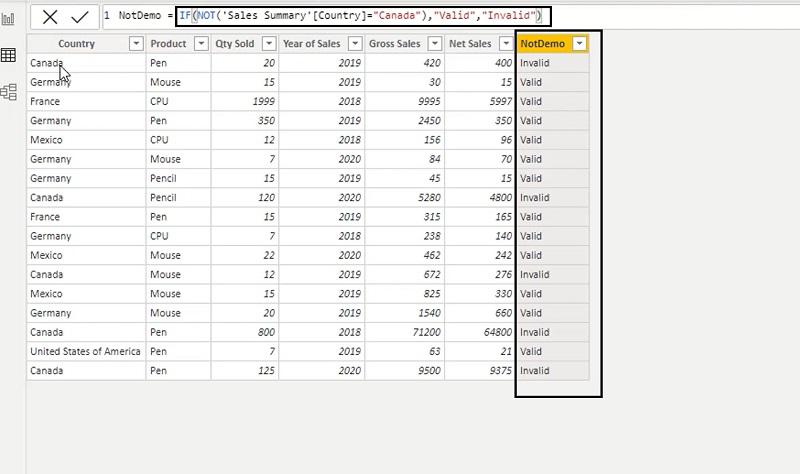 1 NotDemo = IF(NOT('Sales Summary'[Country]="Canada"),"Valid","Invalid")
Country Product Qty Sold Year of Sales Gross Sales Net Sales NotDemo
Canada Pen 20 2019 420 400 Invalid
Germany Mouse 15 2019 30 15 Valid
France CPU 1999 2018 9995 5997 Valid
Germany Pen 350 2019 2450 350 Valid
Mexico CPU 12 2018 156 96 Valid
Germany Mouse 7 2020 84 70 Valid
Germany Pencil 15 2019 45 15 Valid
Canada Pencil 120 2020 5280 4800 Invalid
France Pen 15 2019 315 165 Valid
Germany CPU 7 2018 238 140 Valid
Mexico Mouse 22 2020 462 242 Valid
Canada Mouse 12 2019 672 276 Invalid
Mexico Mouse 15 2019 825 330 Valid
Germany Mouse 20 2019 1540 660 Valid
Canada Pen 800 2018 71200 64800 Invalid
United States of America Pen 7 2019 63 21 Valid
Canada Pen 125 2020 9500 9375 Invalid